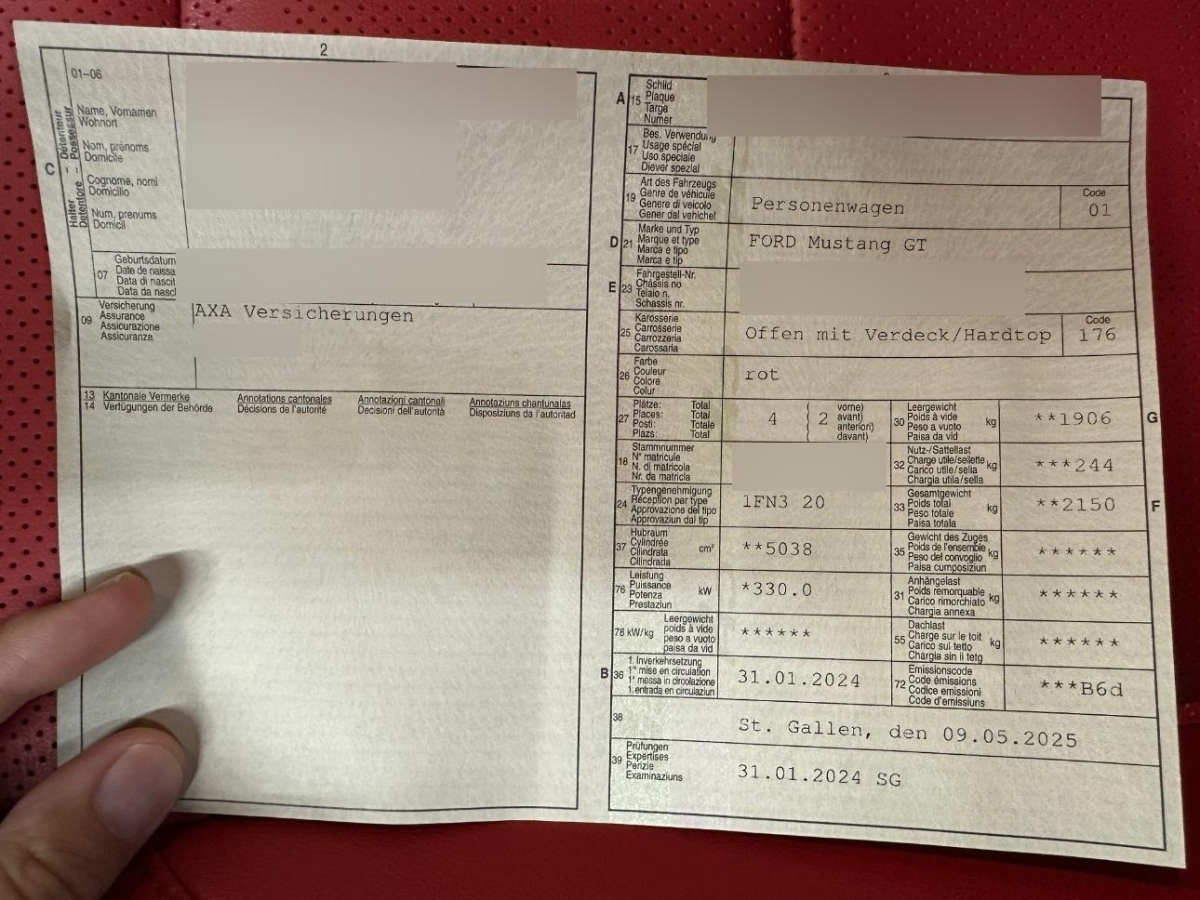 2
01-06
Halter - Détenteur
Detentore - Possessur
C
Name, Vornamen
Wohnort
Nom, prénoms
Domicile
Cognome, nomi
Domicilio
Num, prenums
Domicil
07
Geburtsdatum
Date de naissa
Data di nascit
Data da nasc
09
Versicherung
Assurance
Assicurazione
Assicuranza
AXA Versicherungen
13 Kantonale Vermerke Annotations cantonales Annotazioni cantonali Annotaziuns chantunalas
14 Verfügungen der Behörde Décisions de l'autorité Decisioni dell'autorità Disposiziuns da l'autoritad
A 15
Schild
Plaque
Targa
Numer
17
Bes. Verwendung
Usage spécial
Uso speciale
Diever spezial
19
Art des Fahrzeugs
Genre de véhicule
Genere di veicolo
Gener dal vehichel
Personenwagen
Code
01
D 21
Marke und Typ
Marque et type
Marca e tipo
Marca e tip
FORD Mustang GT
E 23
Fahrgestell-Nr.
Châssis no
Telaio n.
Schassis nr.
25
Karosserie
Carrosserie
Carrozzeria
Carossaria
Offen mit Verdeck/Hardtop
Code
176
26
Farbe
Couleur
Colore
Colur
rot
27
Plätze: Total
Places: Total
Posti: Totale
Plazs: Total
4 ( 2 vorne)
( avant)
( anteriori)
( davant)
30
Leergewicht
Poids à vide
Peso a vuoto
Paisa da vid
kg
**1906
G
18
Stammnummer
N° matricule
N. di matricola
Nr. da matricla
32
Nutz-/Sattellast
Charge utile/sellette
Carico utile/sella
Chargia utila/sella
kg
***244
24
Typengenehmigung
Réception par type
Approvazione del tipo
Approvaziun dal tip
1FN3 20
33
Gesamtgewicht
Poids total
Peso totale
Paisa totala
kg
**2150
F
37
Hubraum
Cylindrée
Cilindrata
Cilindrada
cm³
**5038
35
Gewicht des Zuges
Poids de l'ensemble
Peso del convoglio
Paisa cumposiziun
kg
******
76
Leistung
Puissance
Potenza
Prestaziun
kW
*330.0
31
Anhängelast
Poids remorquable
Carico rimorchiato
Chargia annexa
kg
******
78 kW/kg
Leergewicht
poids à vide
peso a vuoto
paisa da vid
******
55
Dachlast
Charge sur le toit
Carico sul tetto
Chargia sin il tetg
kg
******
B 36
1. Inverkehrsetzung
1re mise en circulation
1a messa in circolazione
1. entrada en circulaziun
31.01.2024
72
Emissionscode
Code émissions
Codice emissioni
Code d'emissiuns
***B6d
38
St. Gallen, den 09.05.2025
39
Prüfungen
Expertises
Perizie
Examinaziuns
31.01.2024 SG